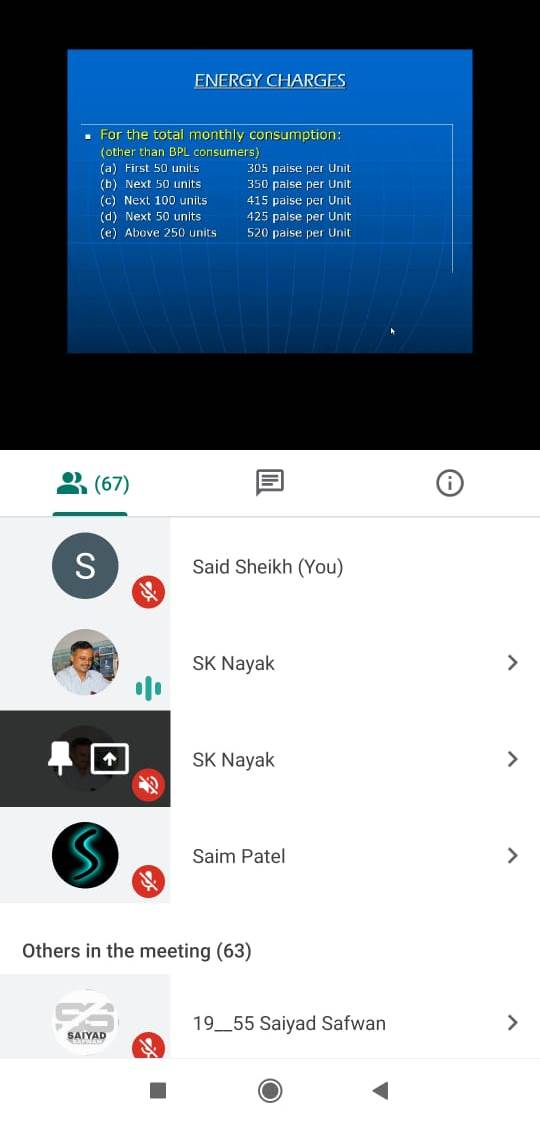 ENERGY CHARGES
For the total monthly consumption:
(other than BPL consumers)
(a) First 50 units 305 paise per Unit
(b) Next 50 units 350 paise per Unit
(c) Next 100 units 415 paise per Unit
(d) Next 50 units 425 paise per Unit
(e) Above 250 units 520 paise per Unit
(67)
S
Said Sheikh (You)
SK Nayak
SK Nayak
S
Saim Patel
Others in the meeting (63)
SAIYAD
SAFWAN
19__55 Saiyad Safwan